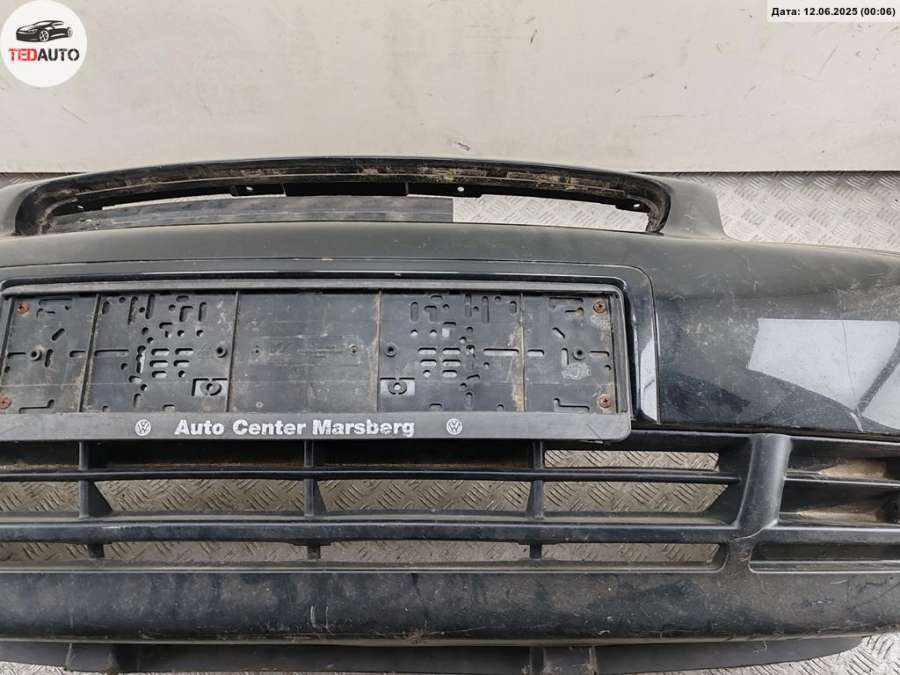 TEDAUTO
Дата: 12.06.2025 (00:06)
Auto Center Marsberg